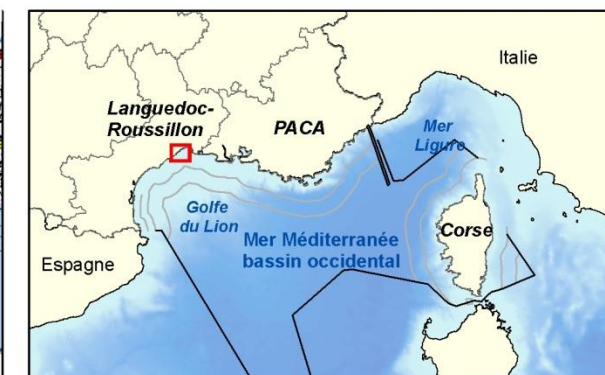 Italie
Languedoc-
Roussillon
PACA
Mer
Ligure
Golfe
du Lion
Mer Méditerranée
bassin occidental
Corse
Espagne